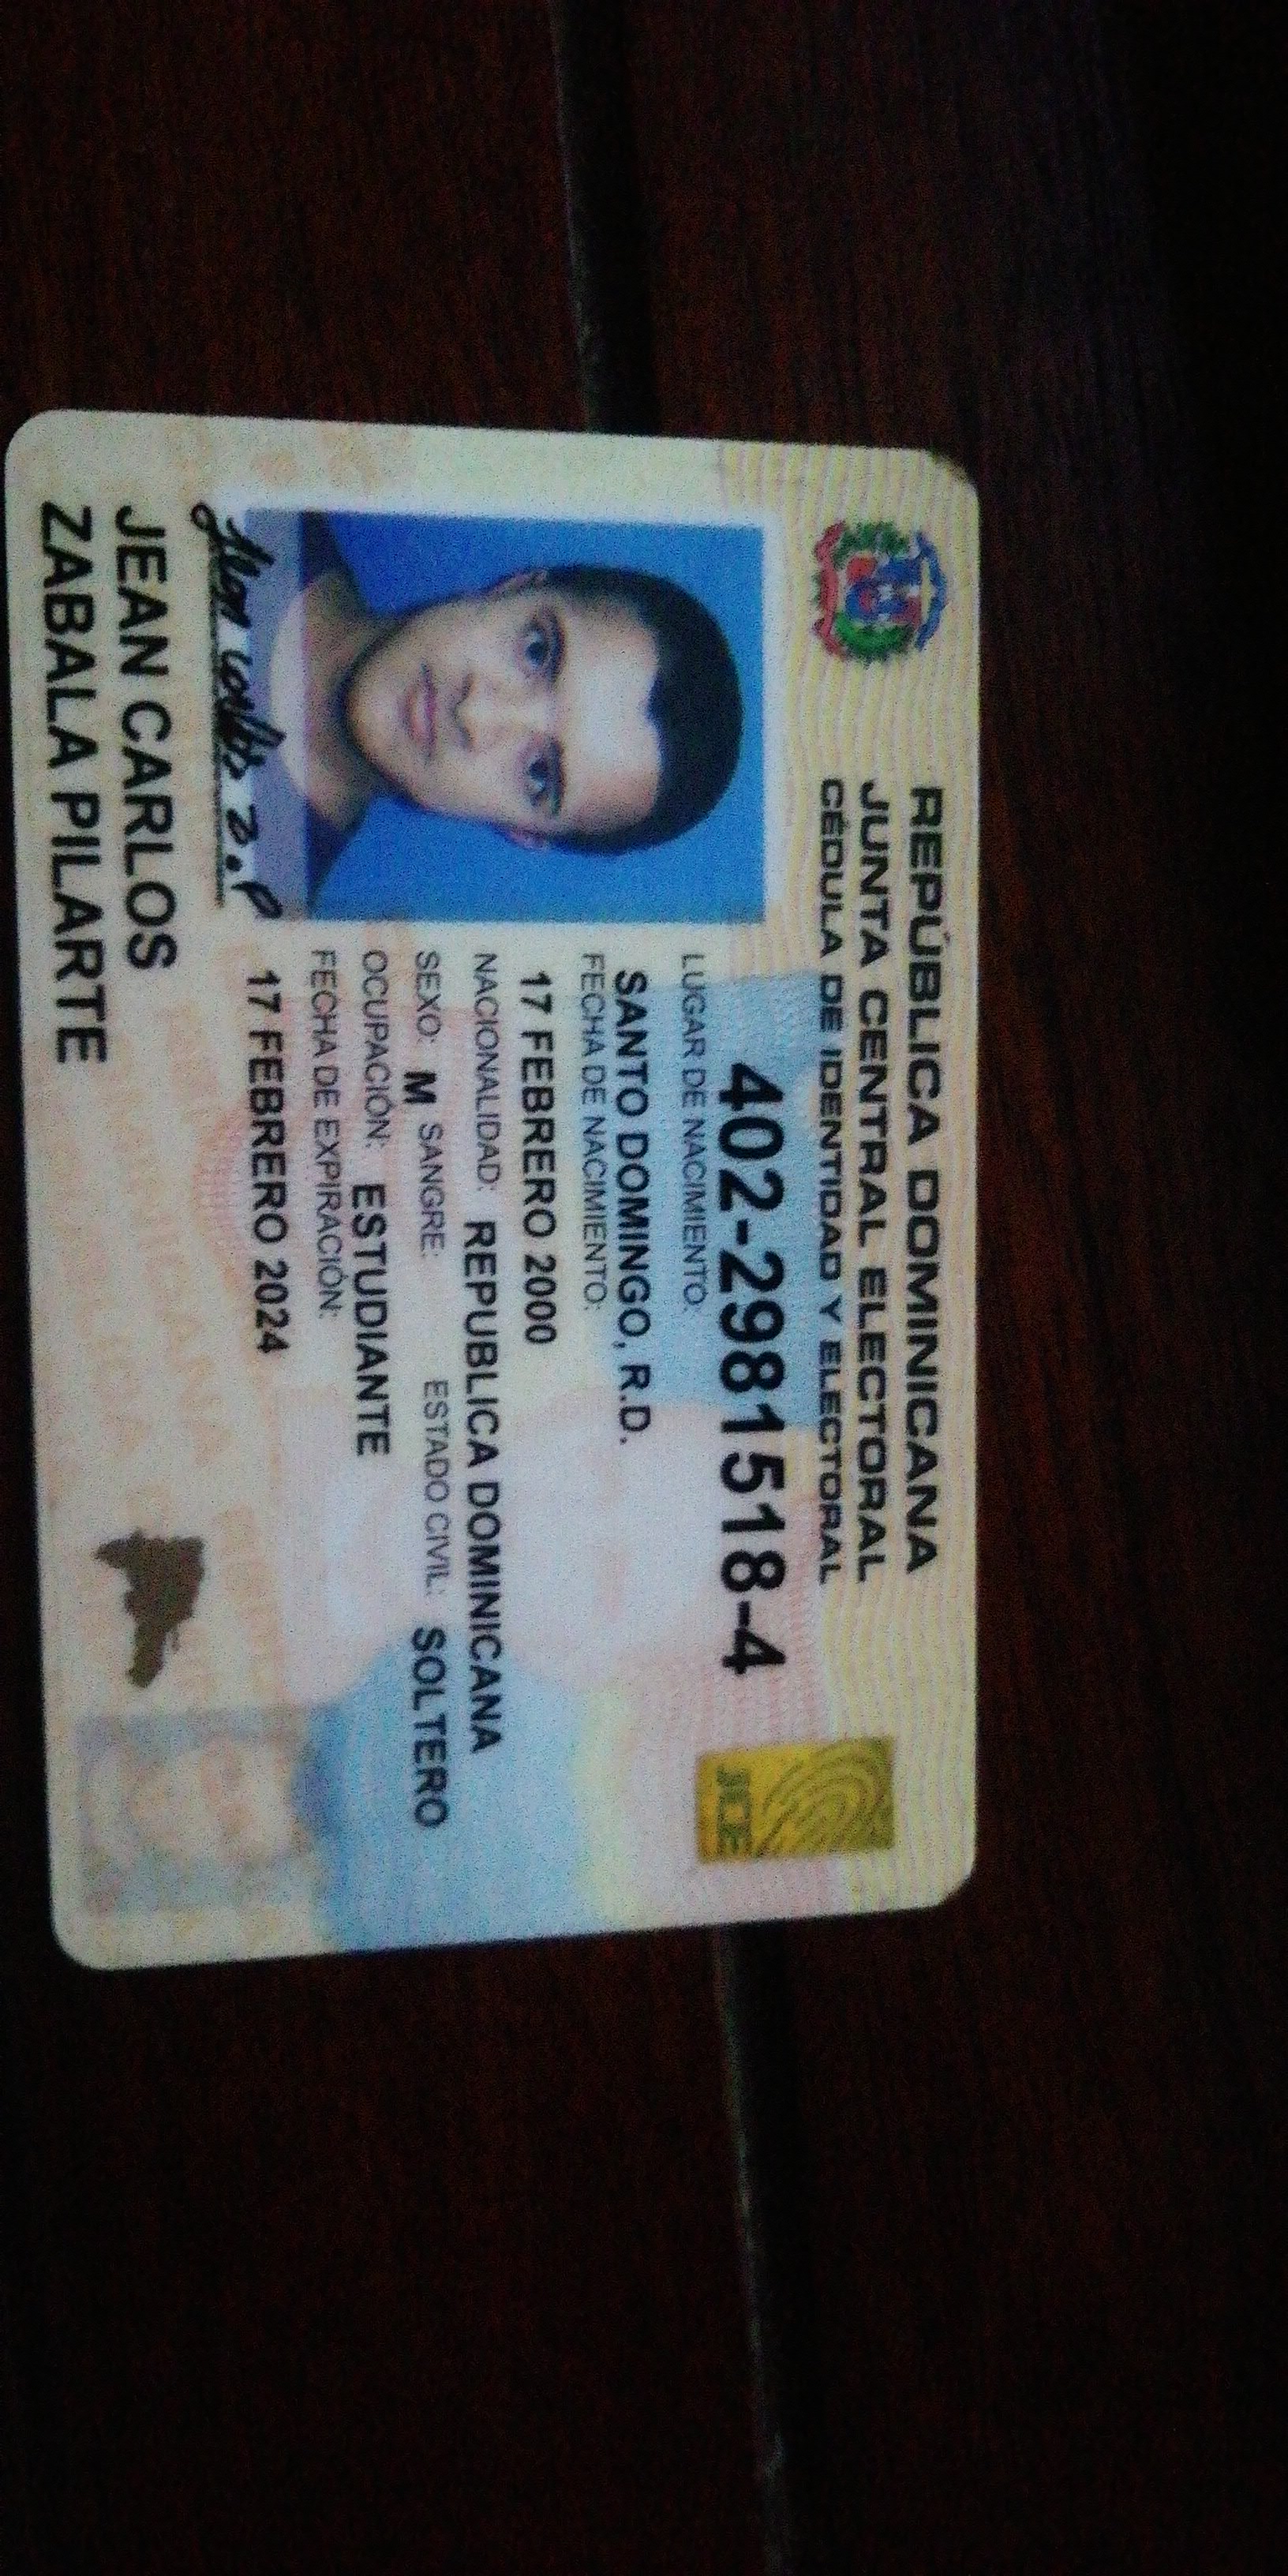 REPÚBLICA DOMINICANA
JUNTA CENTRAL ELECTORAL
CÉDULA DE IDENTIDAD Y ELECTORAL
402-2981518-4
JCE
LUGAR DE NACIMIENTO:
SANTO DOMINGO, R.D.
FECHA DE NACIMIENTO:
17 FEBRERO 2000
NACIONALIDAD: REPUBLICA DOMINICANA
SEXO: M SANGRE: ESTADO CIVIL: SOLTERO
OCUPACIÓN: ESTUDIANTE
FECHA DE EXPIRACIÓN:
17 FEBRERO 2024
Jean Carlos Z.P
JEAN CARLOS
ZABALA PILARTE